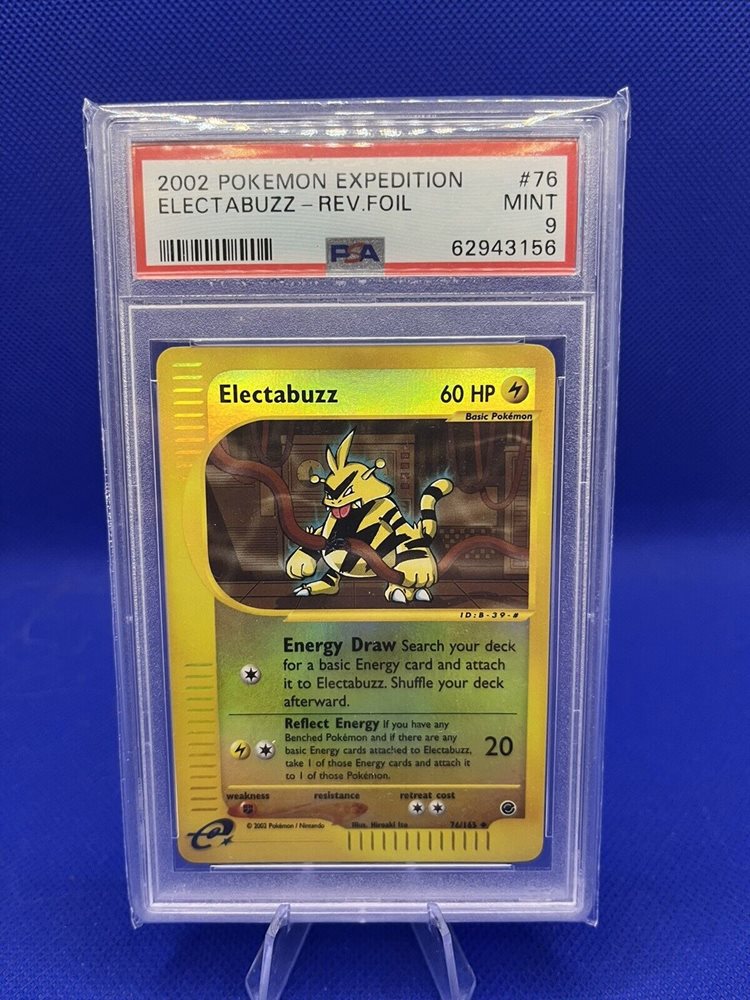 2002 POKEMON EXPEDITION #76
ELECTABUZZ - REV.FOIL MINT
9
PSA 62943156
Electabuzz 60 HP
Basic Pokémon
ID:B-39-#
Energy Draw Search your deck
for a basic Energy card and attach
it to Electabuzz. Shuffle your deck
afterward.
Reflect Energy If you have any
Benched Pokémon and if there are any
basic Energy cards attached to Electabuzz,
take 1 of those Energy cards and attach it
to 1 of those Pokémon.
20
weakness resistance retreat cost
e
© 2002 Pokémon / Nintendo Illus. Hiroaki Ito 76/165